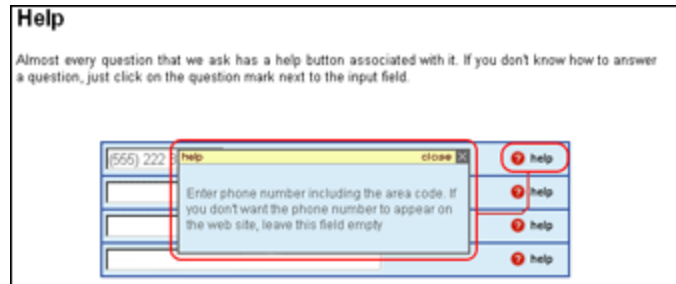 Help
Almost every question that we ask has a help button associated with it. If you don't know how to answer
a question, just click on the question mark next to the input field.
(555) 222
help close
help
Enter phone number including the area code. If
you don't want the phone number to appear on
the web site, leave this field empty
help
help
help